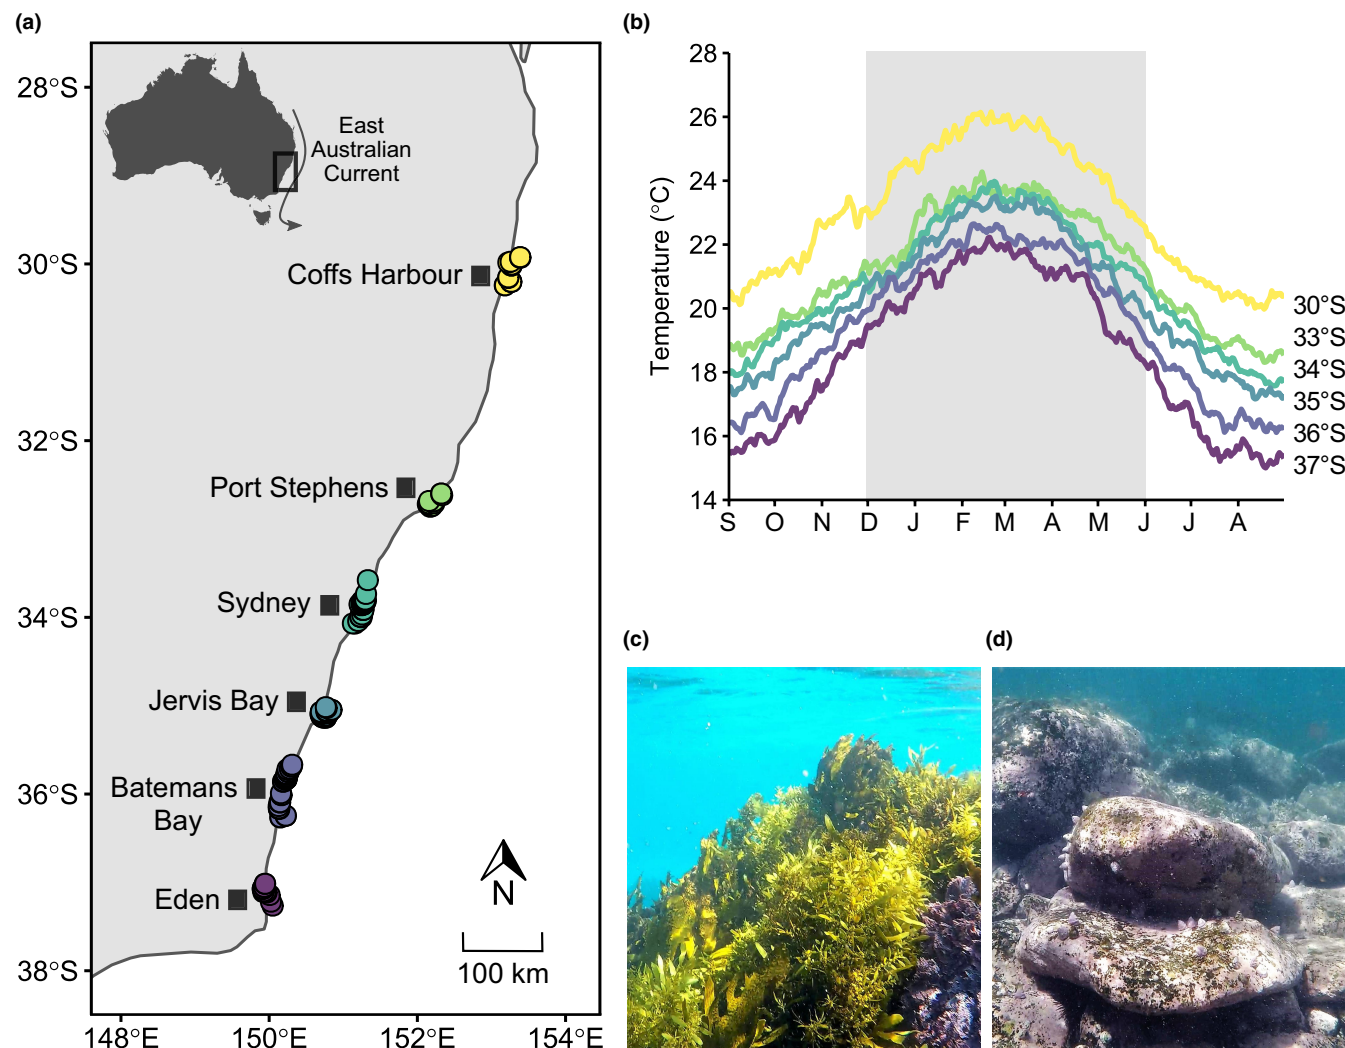 (a)
28°S
30°S
32°S
34°S
36°S
38°S
148°E
150°E
152°E
154°E
East
Australian
Current
Coffs Harbour
Port Stephens
Sydney
Jervis Bay
Batemans
Bay
Eden
N
100 km
(b)
Temperature (°C)
28
26
24
22
20
18
16
14
S
O
N
D
J
F
M
A
M
J
J
A
30°S
33°S
34°S
35°S
36°S
37°S
(c)
(d)